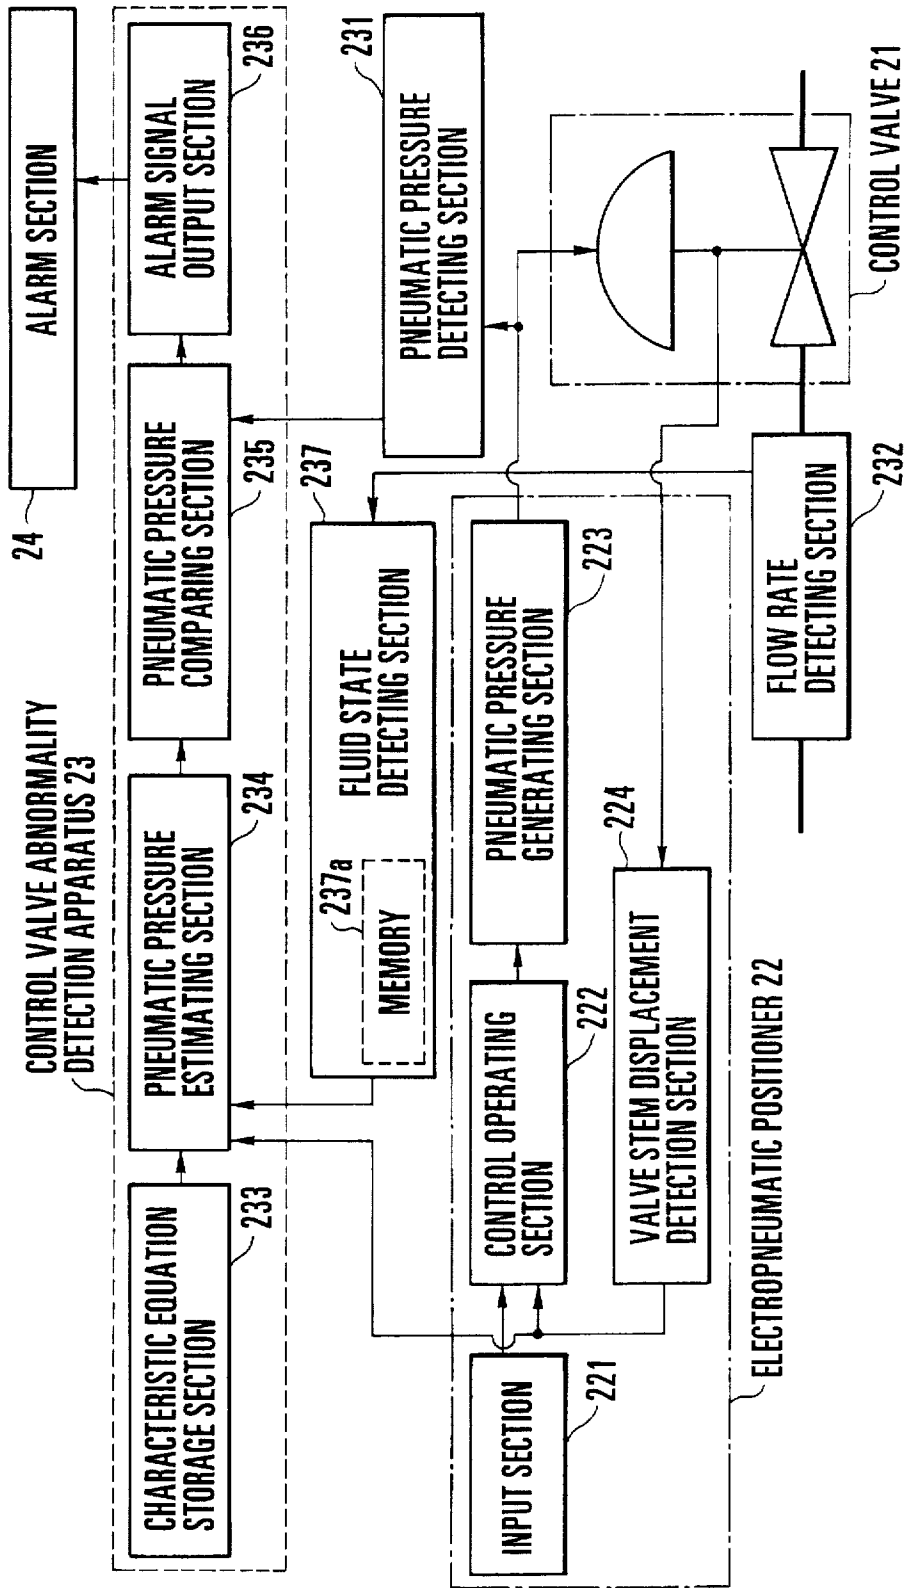 CONTROL VALVE ABNORMALITY
DETECTION APPARATUS 23
24
ALARM SECTION
CHARACTERISTIC EQUATION
STORAGE SECTION
233
PNEUMATIC PRESSURE
ESTIMATING SECTION
234
PNEUMATIC PRESSURE
COMPARING SECTION
235
ALARM SIGNAL
OUTPUT SECTION
236
237
FLUID STATE
DETECTING SECTION
237a
MEMORY
PNEUMATIC PRESSURE
DETECTING SECTION
231
INPUT SECTION
221
CONTROL OPERATING
SECTION
222
PNEUMATIC PRESSURE
GENERATING SECTION
223
VALVE STEM DISPLACEMENT
DETECTION SECTION
224
ELECTROPNEUMATIC POSITIONER 22
FLOW RATE
DETECTING SECTION
232
CONTROL VALVE 21